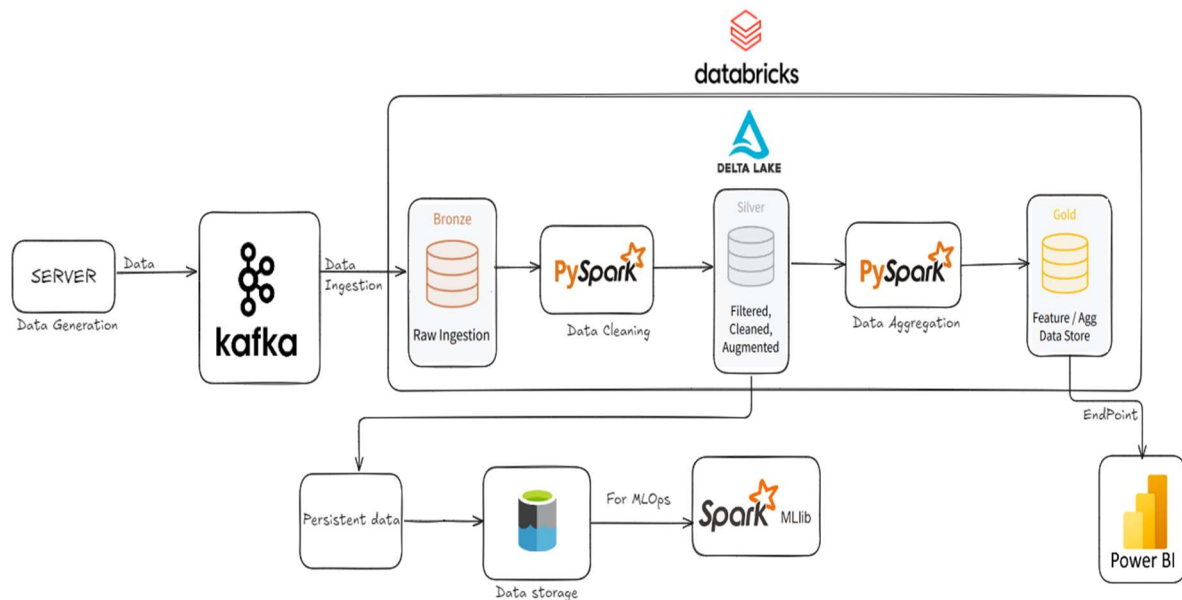 databricks
DELTA LAKE
SERVER
Data Generation
Data
kafka
Data
Ingestion
Bronze
Raw Ingestion
PySpark
Data Cleaning
Silver
Filtered,
Cleaned,
Augmented
PySpark
Data Aggregation
Gold
Feature / Agg
Data Store
EndPoint
Power BI
Persistent data
Data storage
For MLOps
Spark MLlib